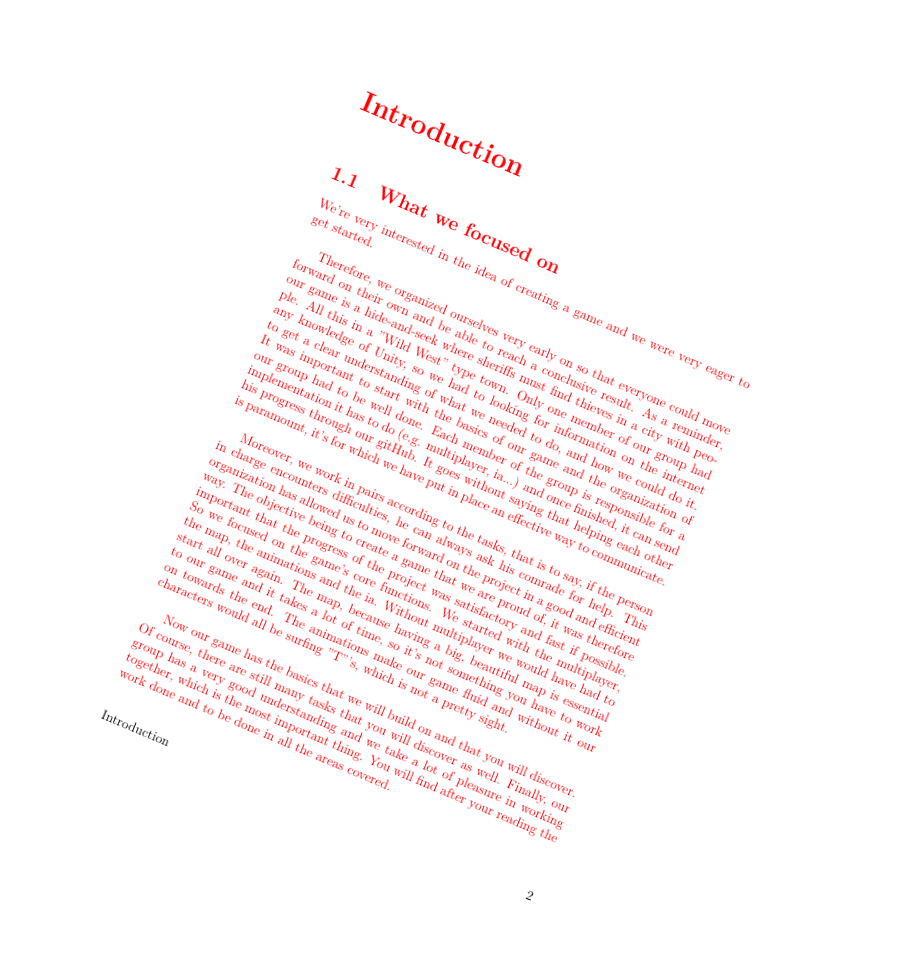 Introduction
1.1 What we focused on
We're very interested in the idea of creating a game and we were very eager to
get started.
Therefore, we organized ourselves very early on so that everyone could move
forward on their own and be able to reach a conclusive result. As a reminder,
our game is a hide-and-seek where sheriffs must find thieves in a city with peo-
ple. All this in a "Wild West" type town. Only one member of our group had
any knowledge of Unity, so we had to looking for information on the internet
to get a clear understanding of what we needed to do, and how we could do it.
It was important to start with the basics of our game and the organization of
our group had to be well done. Each member of the group is responsible for a
implementation it has to do (e.g. multiplayer, ia...) and once finished, it can send
his progress through our gitHub. It goes without saying that helping each other
is paramount, it's for which we have put in place an effective way to communicate.
Moreover, we work in pairs according to the tasks, that is to say, if the person
in charge encounters difficulties, he can always ask his comrade for help. This
organization has allowed us to move forward on the project in a good and efficient
way. The objective being to create a game that we are proud of, it was therefore
important that the progress of the project was satisfactory and fast if possible.
So we focused on the game's core functions. We started with the multiplayer,
the map, the animations and the ia. Without multiplayer we would have had to
start all over again. The map, because having a big, beautiful map is essential
to our game and it takes a lot of time, so it's not something you have to work
on towards the end. The animations make our game fluid and without it our
characters would all be surfing "T"'s, which is not a pretty sight.
Now our game has the basics that we will build on and that you will discover.
Of course, there are still many tasks that you will discover as well. Finally, our
group has a very good understanding and we take a lot of pleasure in working
together, which is the most important thing. You will find after your reading the
work done and to be done in all the areas covered.
Introduction
2